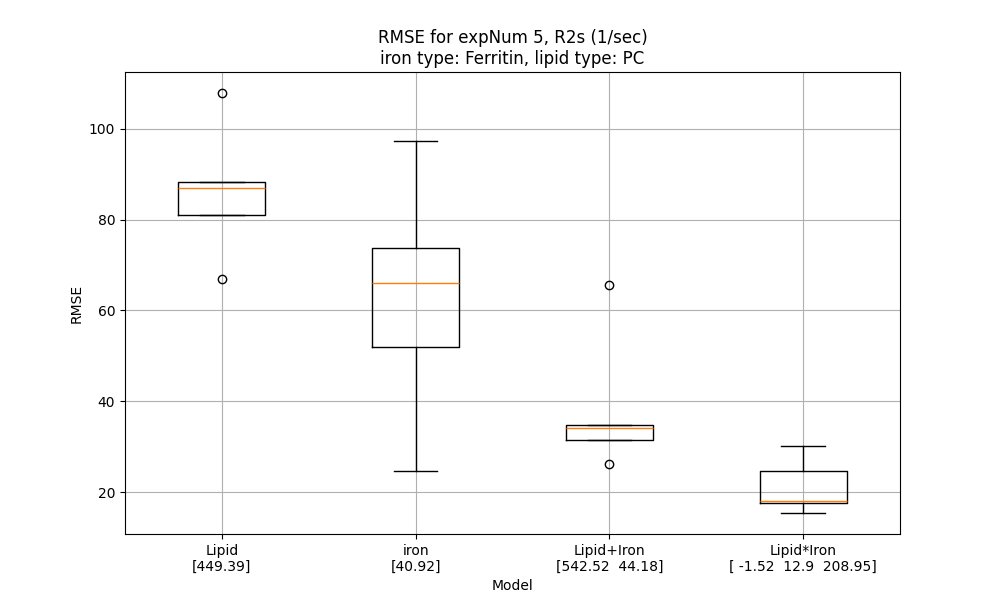 RMSE for expNum 5, R2s (1/sec)
iron type: Ferritin, lipid type: PC
RMSE
100
80
60
40
20
Lipid
[449.39]
iron
[40.92]
Lipid+Iron
[542.52  44.18]
Lipid*Iron
[ -1.52  12.9  208.95]
Model